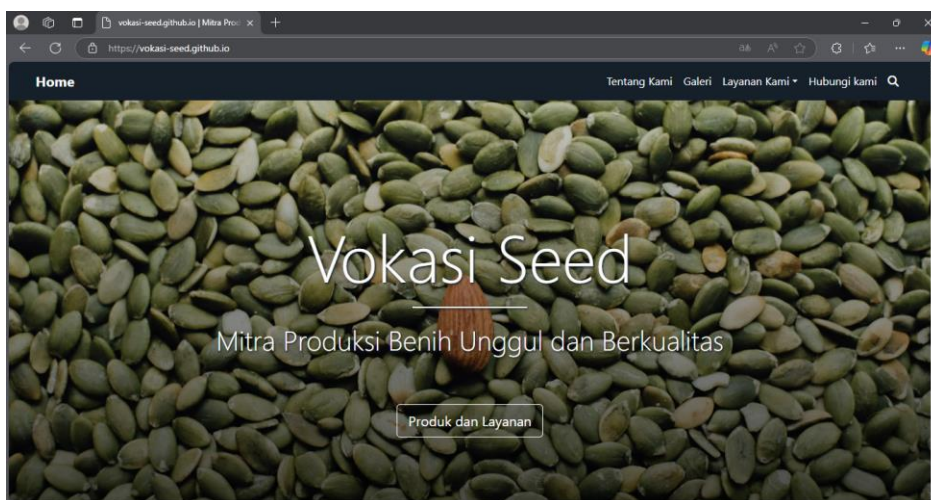 vokasi-seed.github.io | Mitra Prod
https://vokasi-seed.github.io
Home
Tentang Kami Galeri Layanan Kami Hubungi kami
Vokasi Seed
Mitra Produksi Benih Unggul dan Berkualitas
Produk dan Layanan